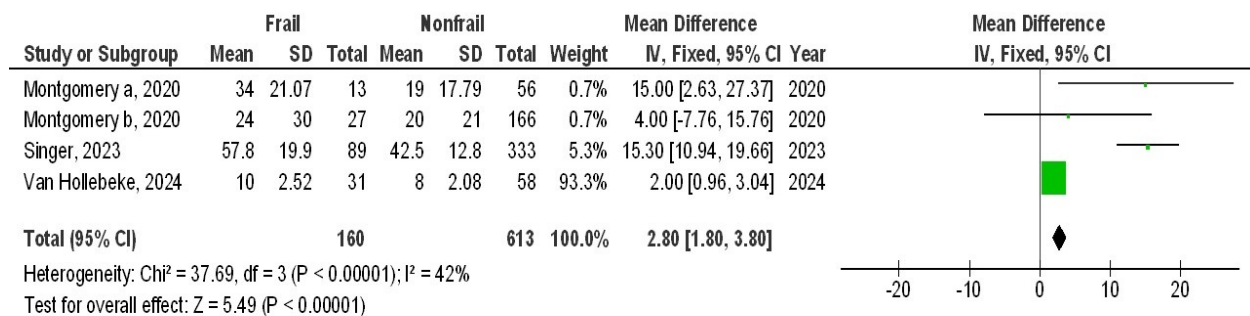 Frail Nonfrail Mean Difference Mean Difference
Study or Subgroup Mean SD Total Mean SD Total Weight IV, Fixed, 95% CI Year IV, Fixed, 95% CI
Montgomery a, 2020 34 21.07 13 19 17.79 56 0.7% 15.00 [2.63, 27.37] 2020
Montgomery b, 2020 24 30 27 20 21 166 0.7% 4.00 [-7.76, 15.76] 2020
Singer, 2023 57.8 19.9 89 42.5 12.8 333 5.3% 15.30 [10.94, 19.66] 2023
Van Hollebeke, 2024 10 2.52 31 8 2.08 58 93.3% 2.00 [0.96, 3.04] 2024
Total (95% CI) 160 613 100.0% 2.80 [1.80, 3.80]
Heterogeneity: Chi² = 37.69, df = 3 (P < 0.00001); I² = 42%
Test for overall effect: Z = 5.49 (P < 0.00001)
-20 -10 0 10 20